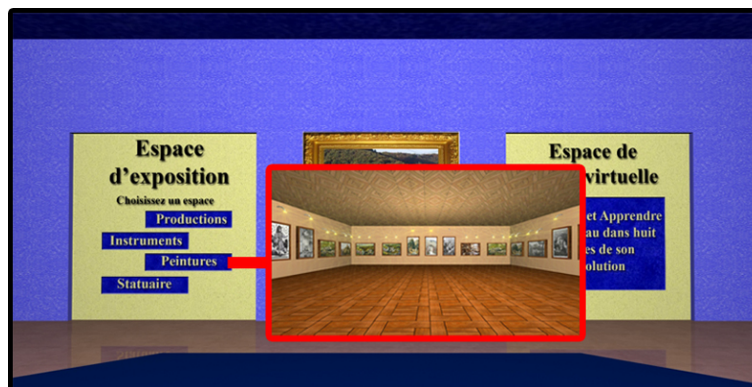 Espace
d'exposition
Choisissez un espace
Productions
Instruments
Peintures
Statuaire
Espace de
virtuelle
et Apprendre
au dans huit
es de son
olution